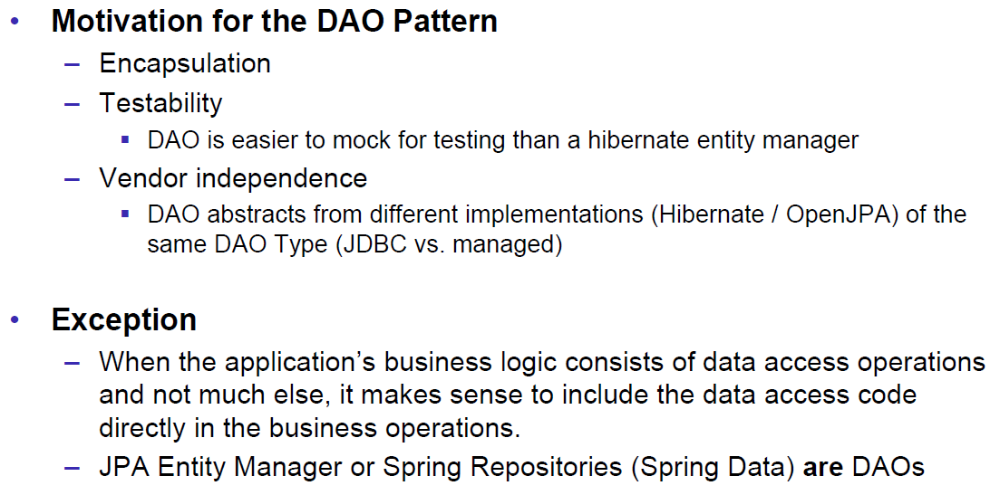 • Motivation for the DAO Pattern
– Encapsulation
– Testability
▪ DAO is easier to mock for testing than a hibernate entity manager
– Vendor independence
▪ DAO abstracts from different implementations (Hibernate / OpenJPA) of the
same DAO Type (JDBC vs. managed)
• Exception
– When the application’s business logic consists of data access operations
and not much else, it makes sense to include the data access code
directly in the business operations.
– JPA Entity Manager or Spring Repositories (Spring Data) are DAOs